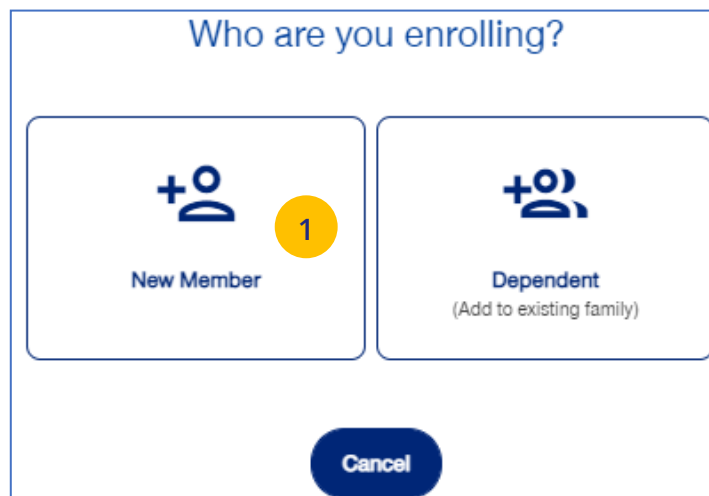 Who are you enrolling?
1
New Member
Dependent
(Add to existing family)
Cancel